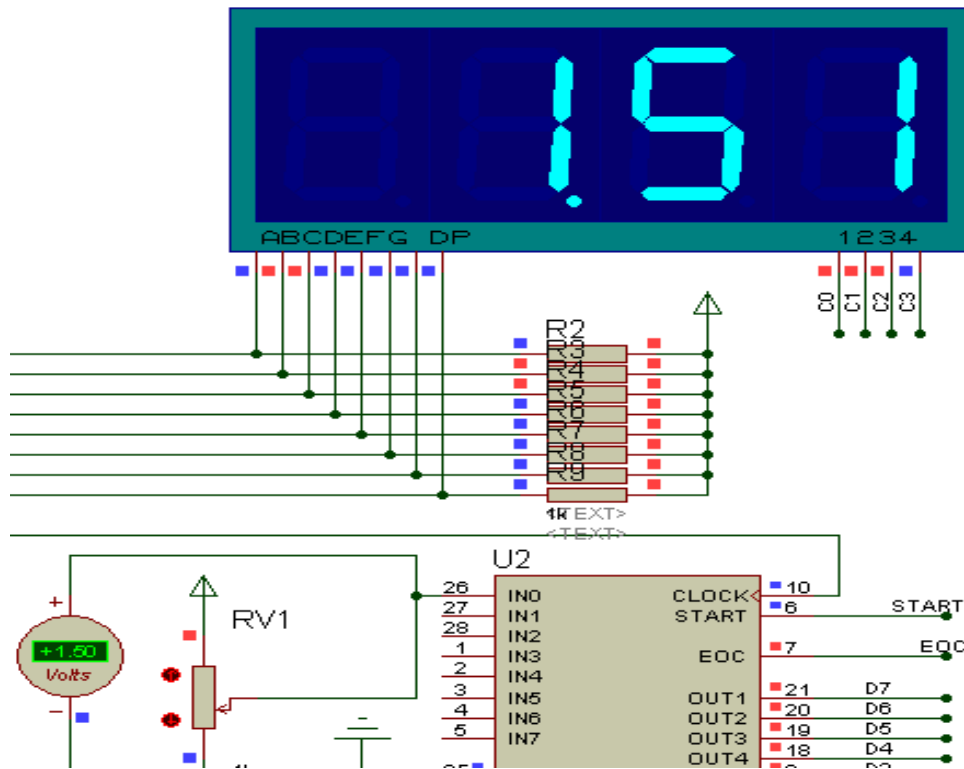 1.51
ABCDEFG DP
1234
C0
C1
C2
C3
R2
R3
R4
R5
R6
R7
R8
R9
<TEXT>
<TEXT>
U2
26 IN0
27 IN1
28 IN2
1 IN3
2 IN4
3 IN5
4 IN6
5 IN7
CLOCK 10
START 6 START
EOC 7 EOC
OUT1 21 D7
OUT2 20 D6
OUT3 19 D5
OUT4 18 D4
RV1
+
+1.50
Volts
−